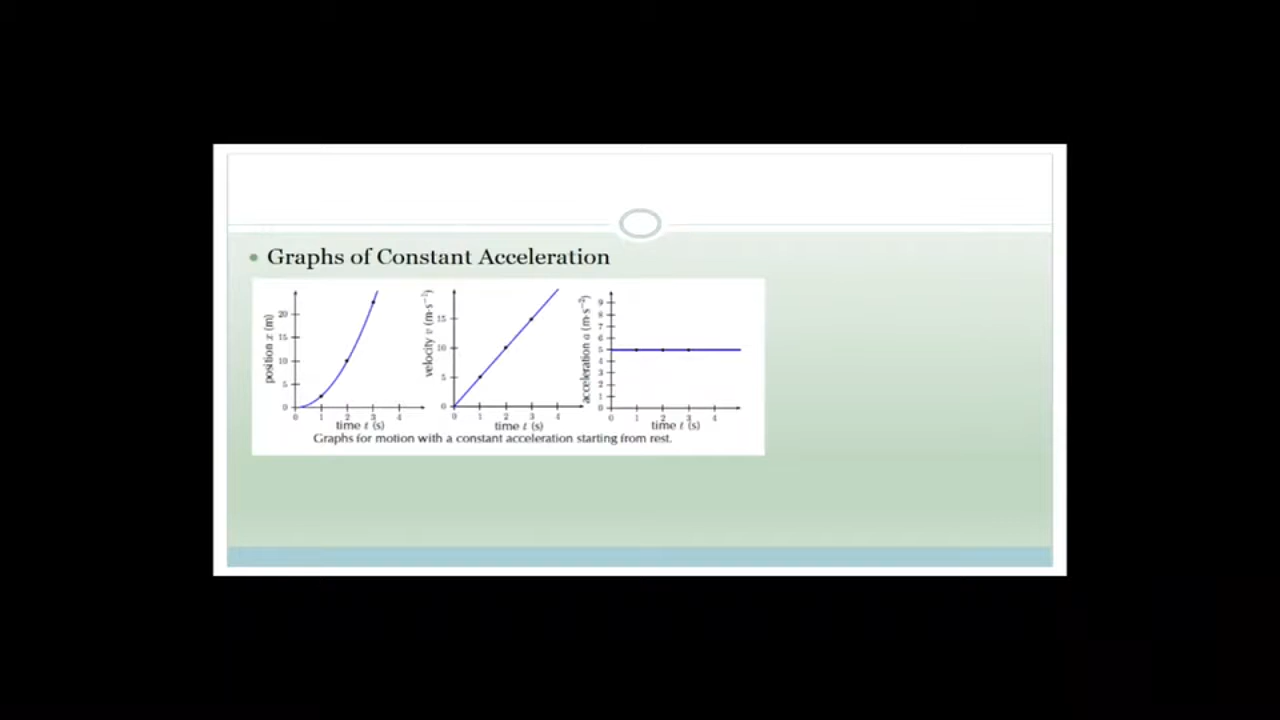 Graphs of Constant Acceleration
position x (m)
20
15
10
5
0
0 1 2 3 4
time t (s)
velocity v (m·s⁻¹)
15
10
5
0
0 1 2 3 4
time t (s)
acceleration a (m·s⁻²)
9
8
7
6
5
4
3
2
1
0
0 1 2 3 4
time t (s)
Graphs for motion with a constant acceleration starting from rest.